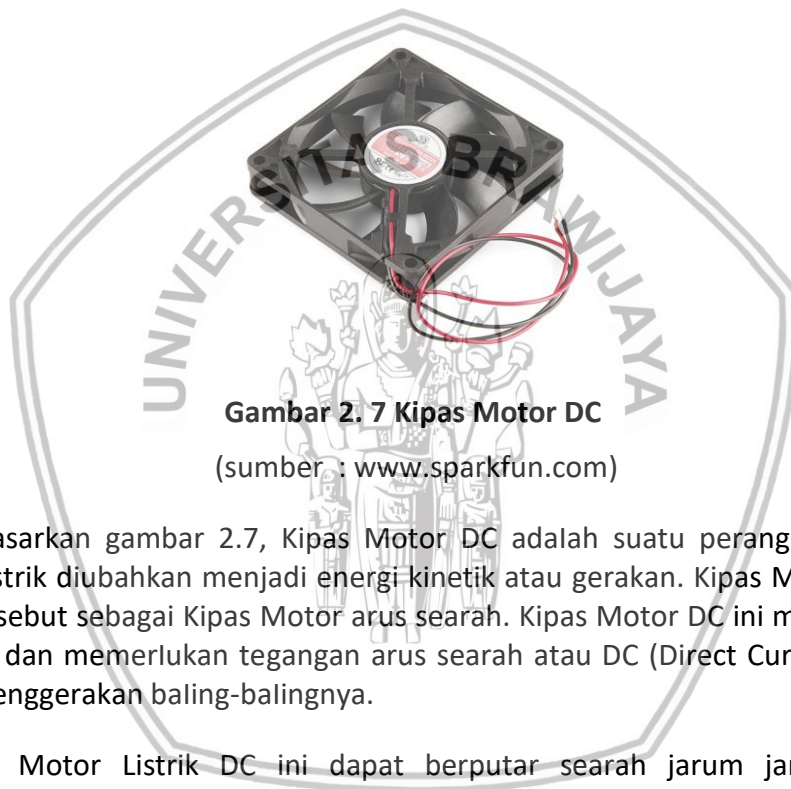 UNIVERSITAS BRAWIJAYA
Gambar 2. 7 Kipas Motor DC
(sumber : www.sparkfun.com)
asarkan gambar 2.7, Kipas Motor DC adalah suatu perang
strik diubahkan menjadi energi kinetik atau gerakan. Kipas M
sebut sebagai Kipas Motor arus searah. Kipas Motor DC ini m
dan memerlukan tegangan arus searah atau DC (Direct Cur
enggerakan baling-balingnya.
Motor Listrik DC ini dapat berputar searah jarum jar